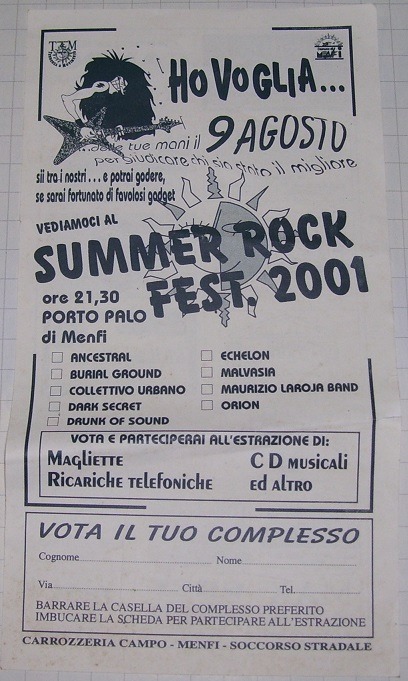 T M
MENFI
HO VOGLIA...
...delle tue mani il 9 AGOSTO
per giudicare chi sia stato il migliore
sii tra i nostri... e potrai godere,
se sarai fortunato di favolosi gadget
VEDIAMOCI AL
SUMMER ROCK
FEST. 2001
ore 21,30
PORTO PALO
di Menfi
ANCESTRAL
BURIAL GROUND
COLLETTIVO URBANO
DARK SECRET
DRUNK OF SOUND
ECHELON
MALVASIA
MAURIZIO LAROJA BAND
ORION
VOTA E PARTECIPERAI ALL'ESTRAZIONE DI:
MAGLIETTE CD MUSICALI
RICARICHE TELEFONICHE ED ALTRO
VOTA IL TUO COMPLESSO
Cognome Nome
Via Città Tel.
BARRARE LA CASELLA DEL COMPLESSO PREFERITO
IMBUCARE LA SCHEDA PER PARTECIPARE ALL'ESTRAZIONE
CARROZZERIA CAMPO - MENFI - SOCCORSO STRADALE